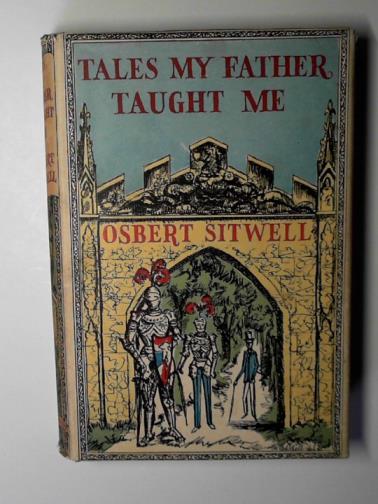 TALES MY FATHER
TAUGHT ME
OSBERT SITWELL